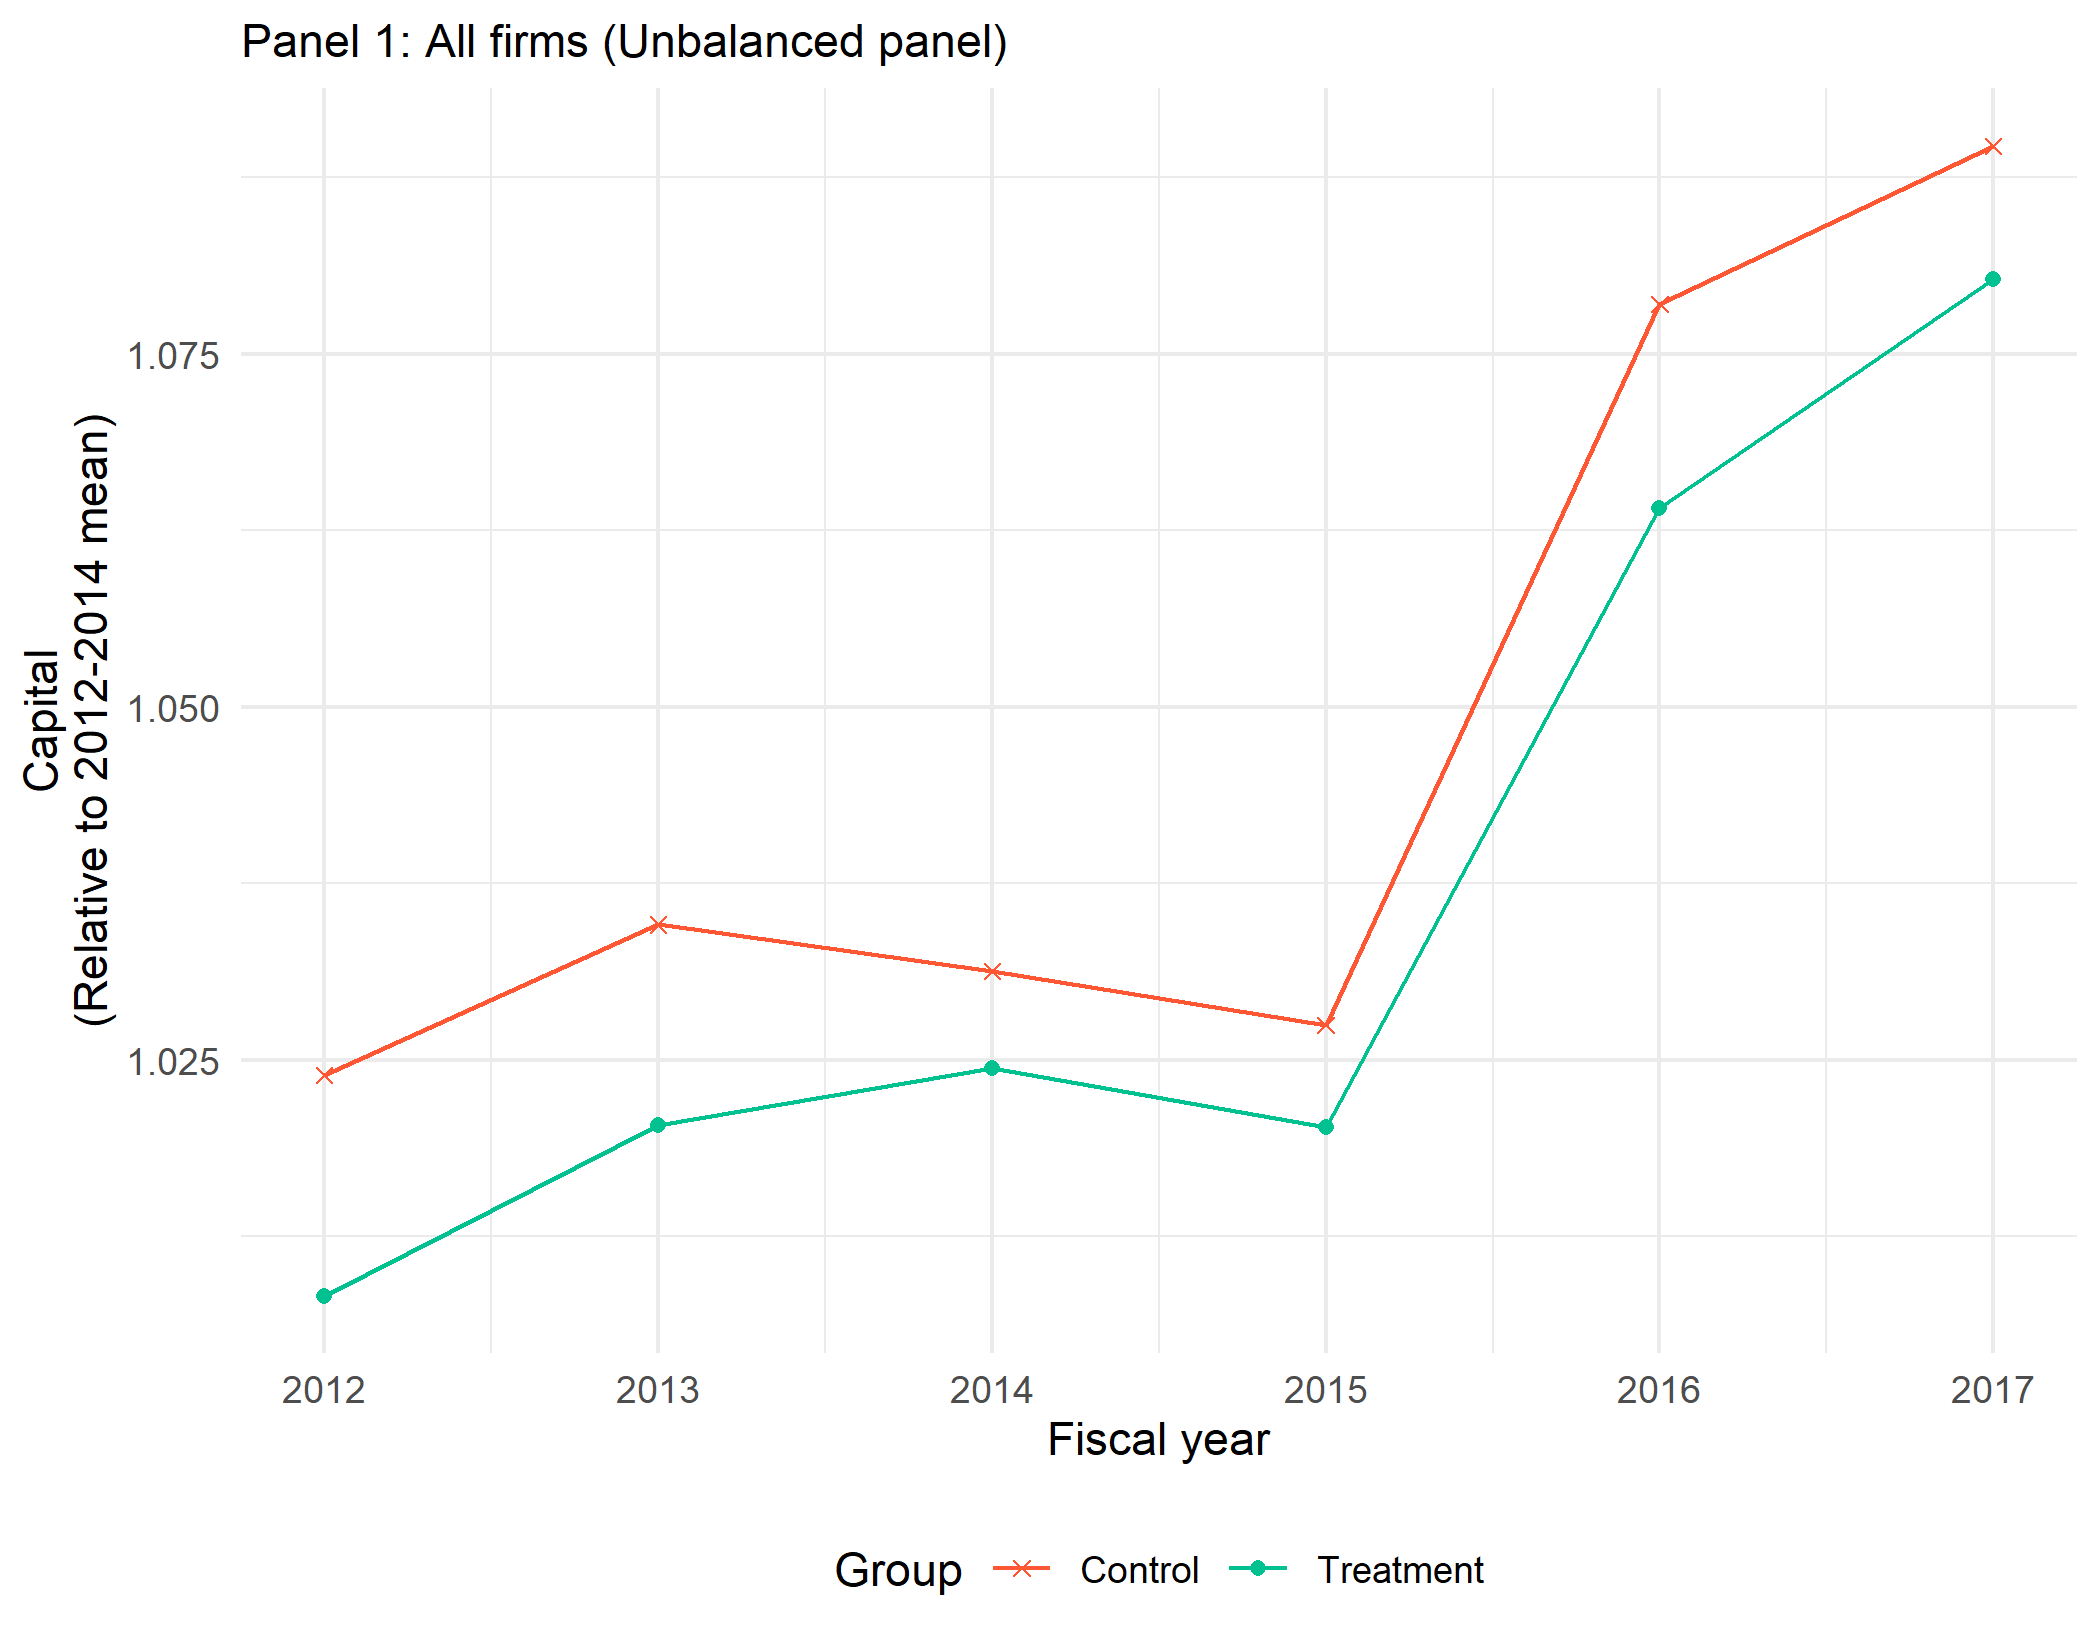 Panel 1: All firms (Unbalanced panel)
Capital
(Relative to 2012-2014 mean)
1.075
1.050
1.025
2012 2013 2014 2015 2016 2017
Fiscal year
Group Control Treatment